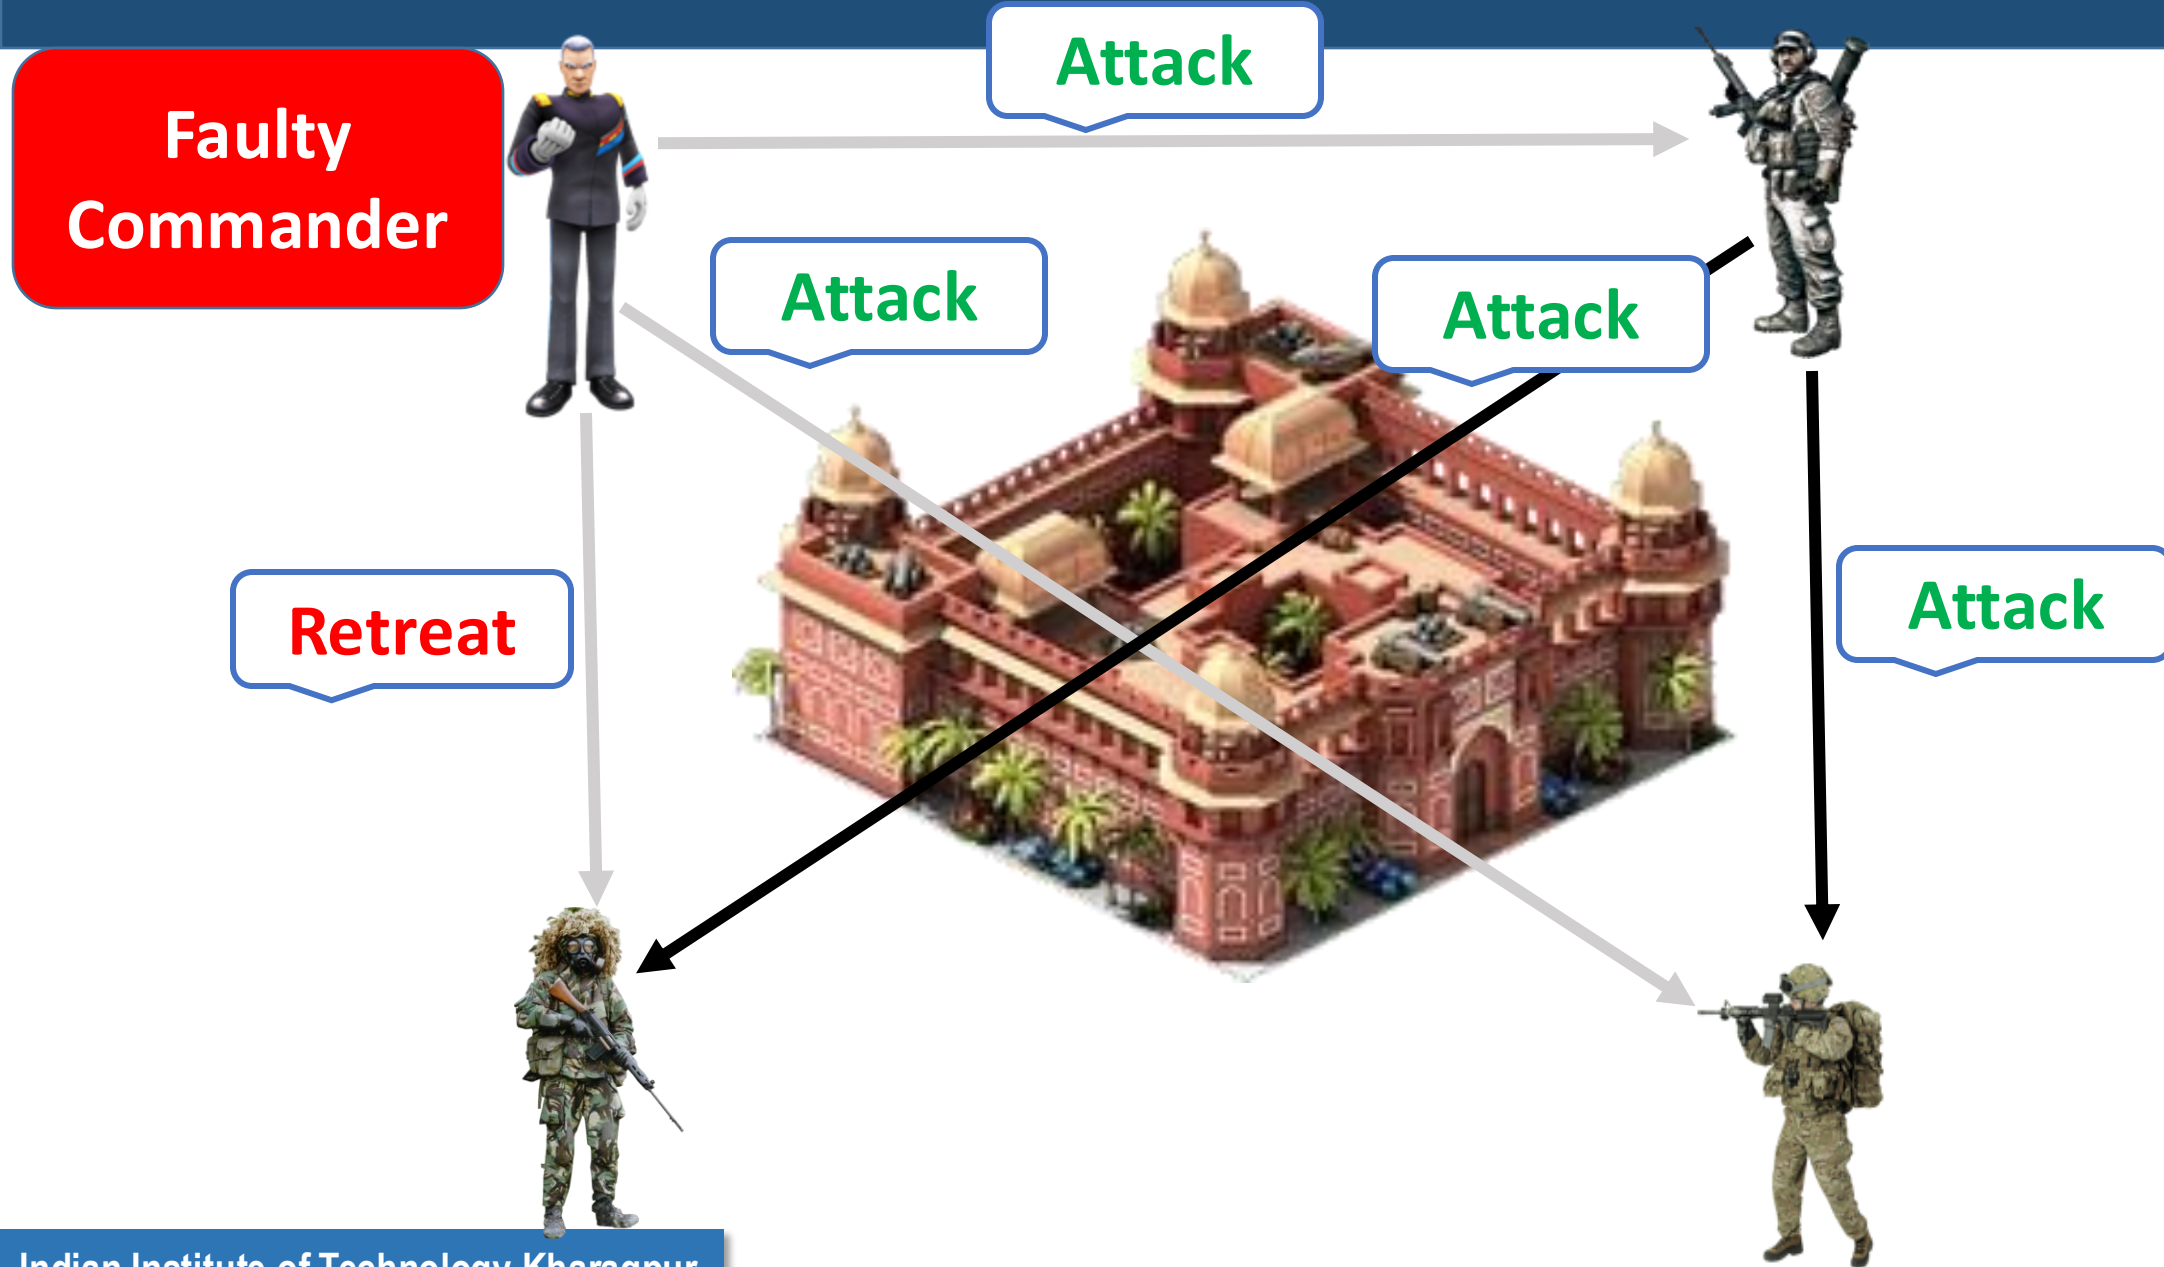 Attack
Faulty
Commander
Attack
Attack
Retreat
Attack
Indian Institute of Technology Kharagpur